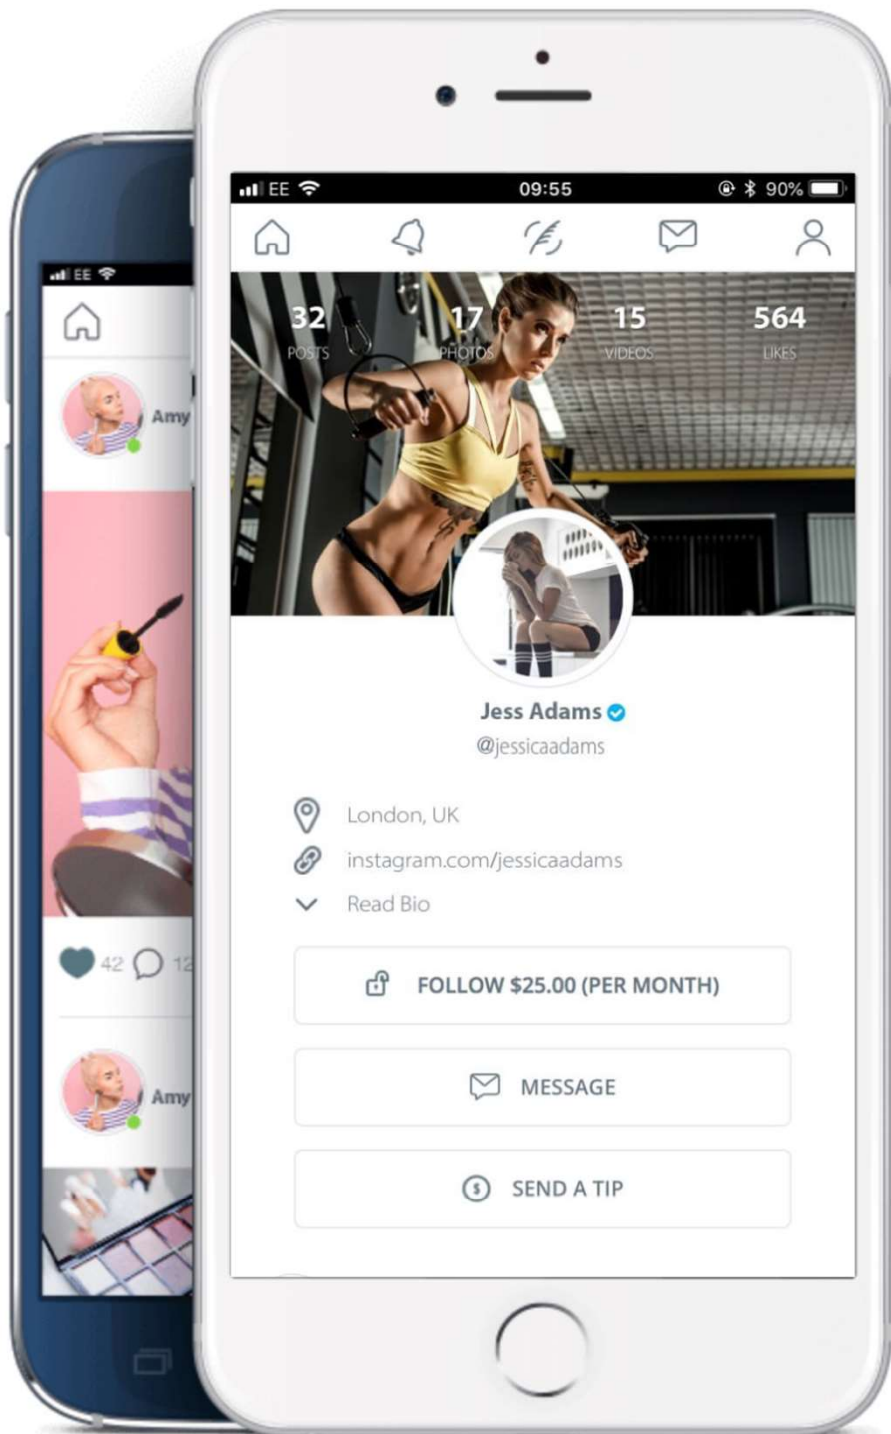 EE
09:55
90%
32
17
15
564
POSTS
PHOTOS
VIDEOS
LIKES
Jess Adams
@jessicaadams
London, UK
instagram.com/jessicaadams
Read Bio
FOLLOW $25.00 (PER MONTH)
MESSAGE
$
SEND A TIP
EE
Amy
42
12
Amy